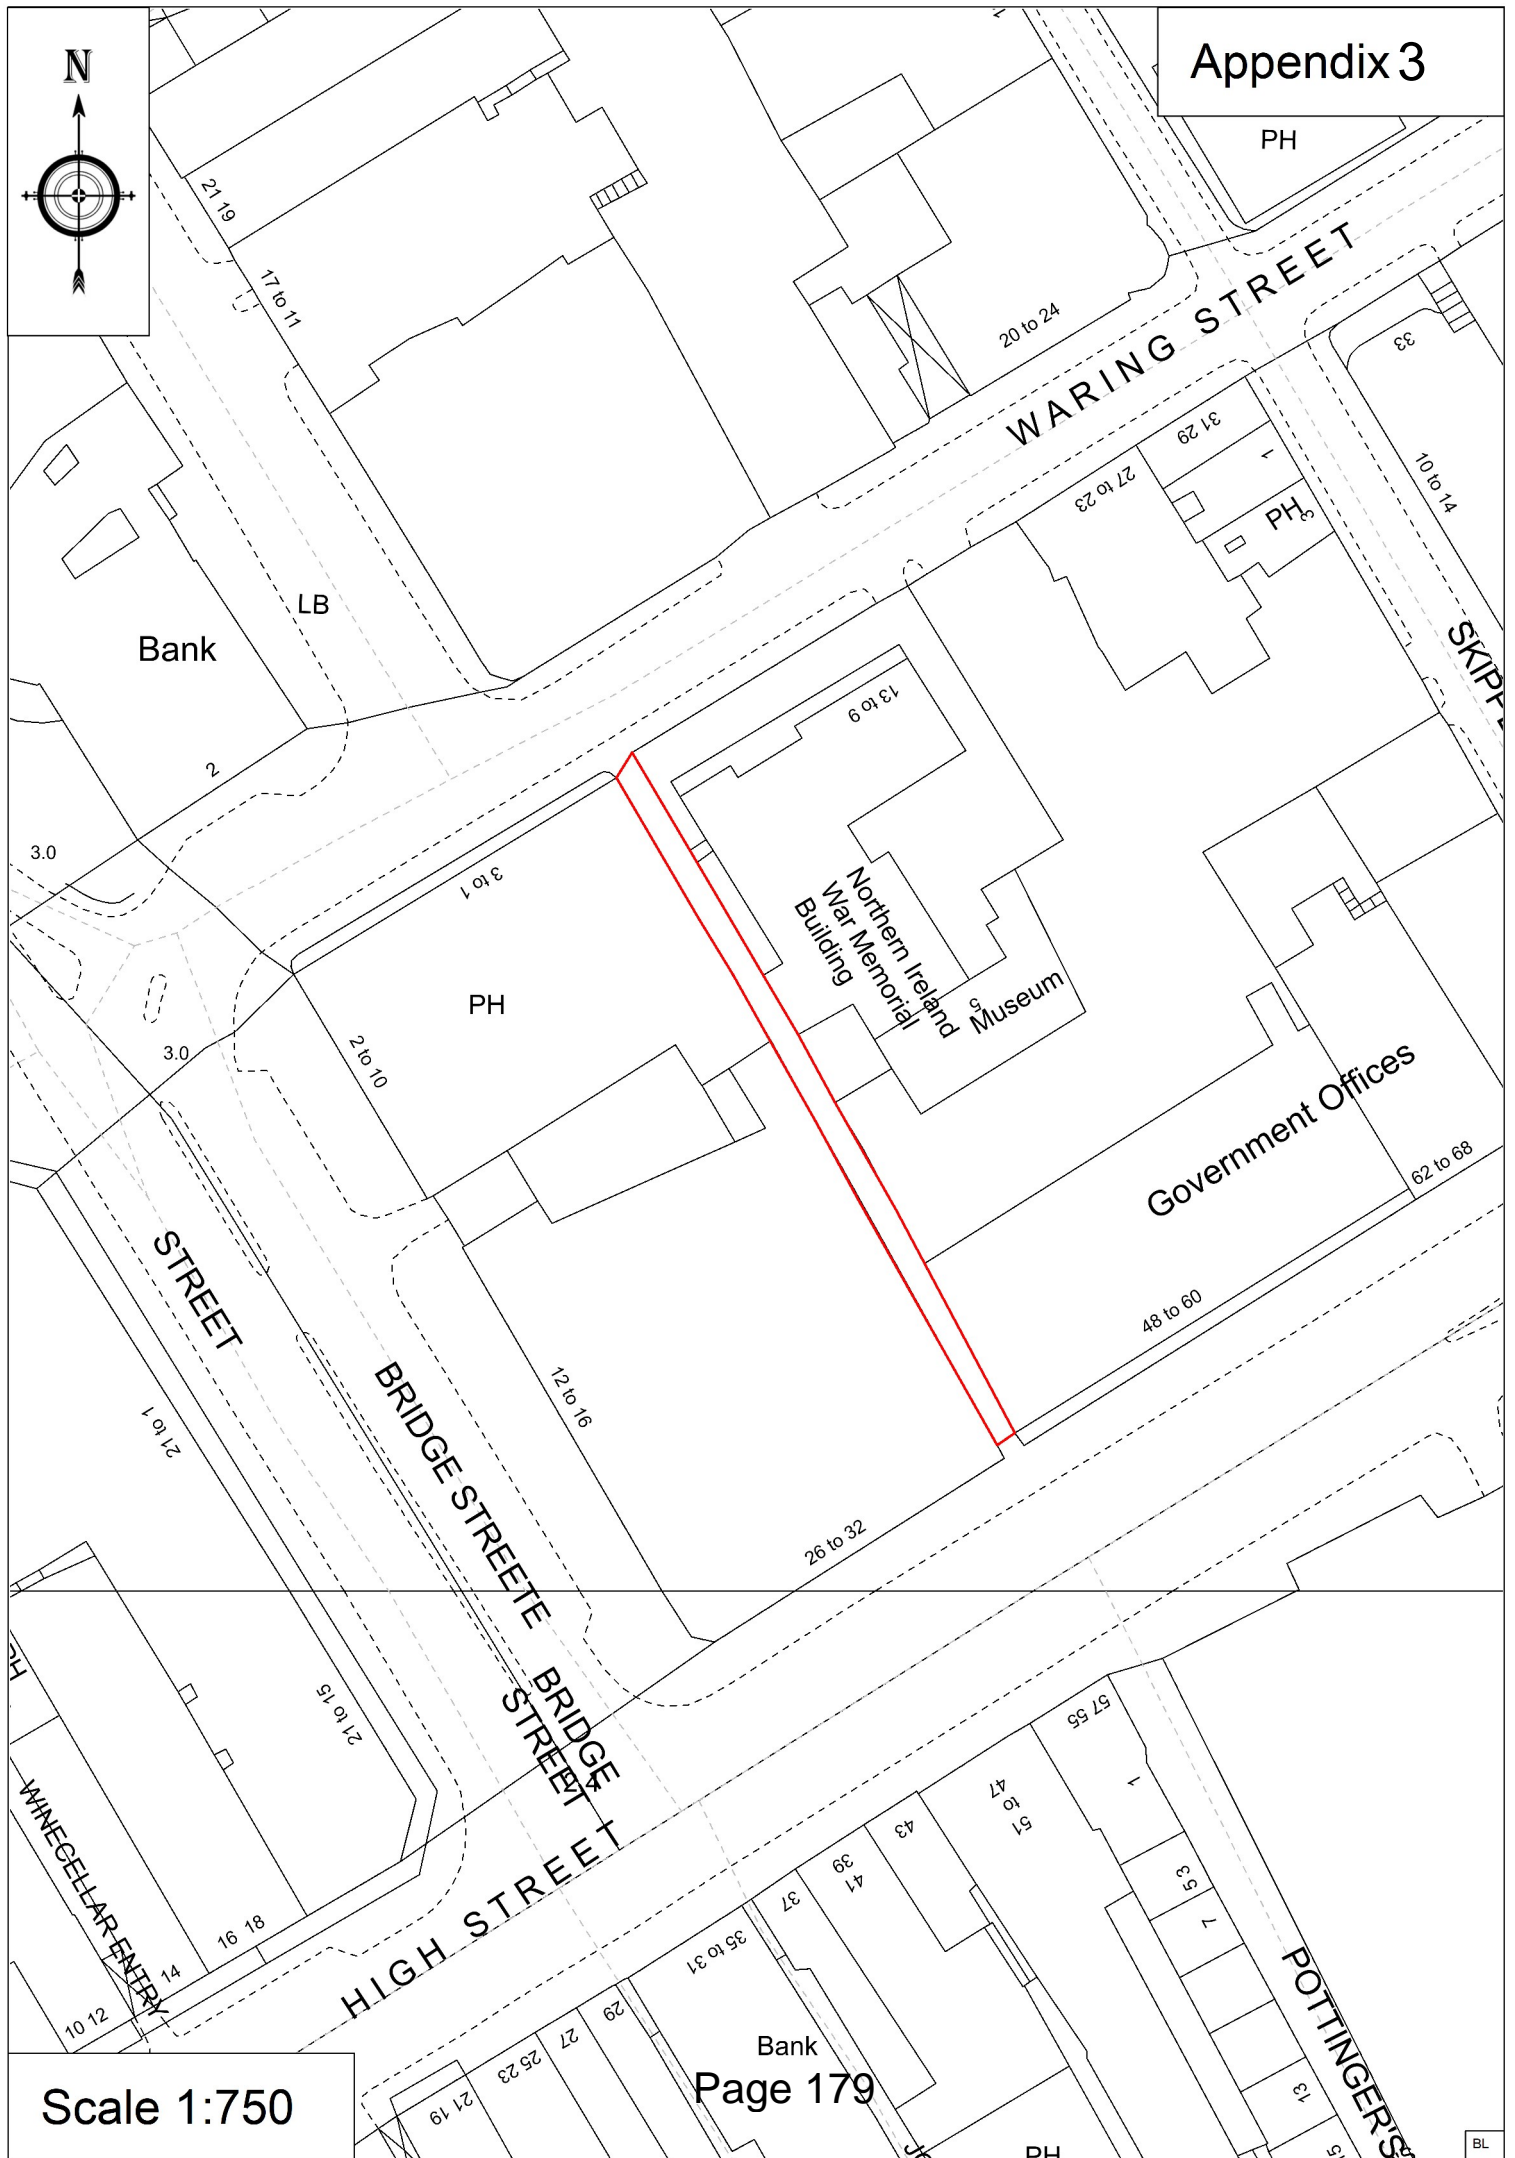 N
Appendix 3
PH
1
21 19
17 to 11
20 to 24
WARING STREET
33
31 29
1
27 to 23
PH
3
10 to 14
LB
Bank
2
13 to 9
3.0
3 to 1
Northern Ireland
War Memorial
Building
5
Museum
PH
3.0
2 to 10
Government Offices
62 to 68
STREET
48 to 60
12 to 16
21 to 1
BRIDGE STREETE
26 to 32
BRIDGE
STREET
21 to 15
57 55
1
WINECELLAR ENTRY
47
to
51
43
39
41
37
53
7
HIGH STREET
16 18
14
10 12
35 to 31
29
27
25 23
21 19
Bank
Page 179
POTTINGER'S
13
15
PH
Scale 1:750
BL